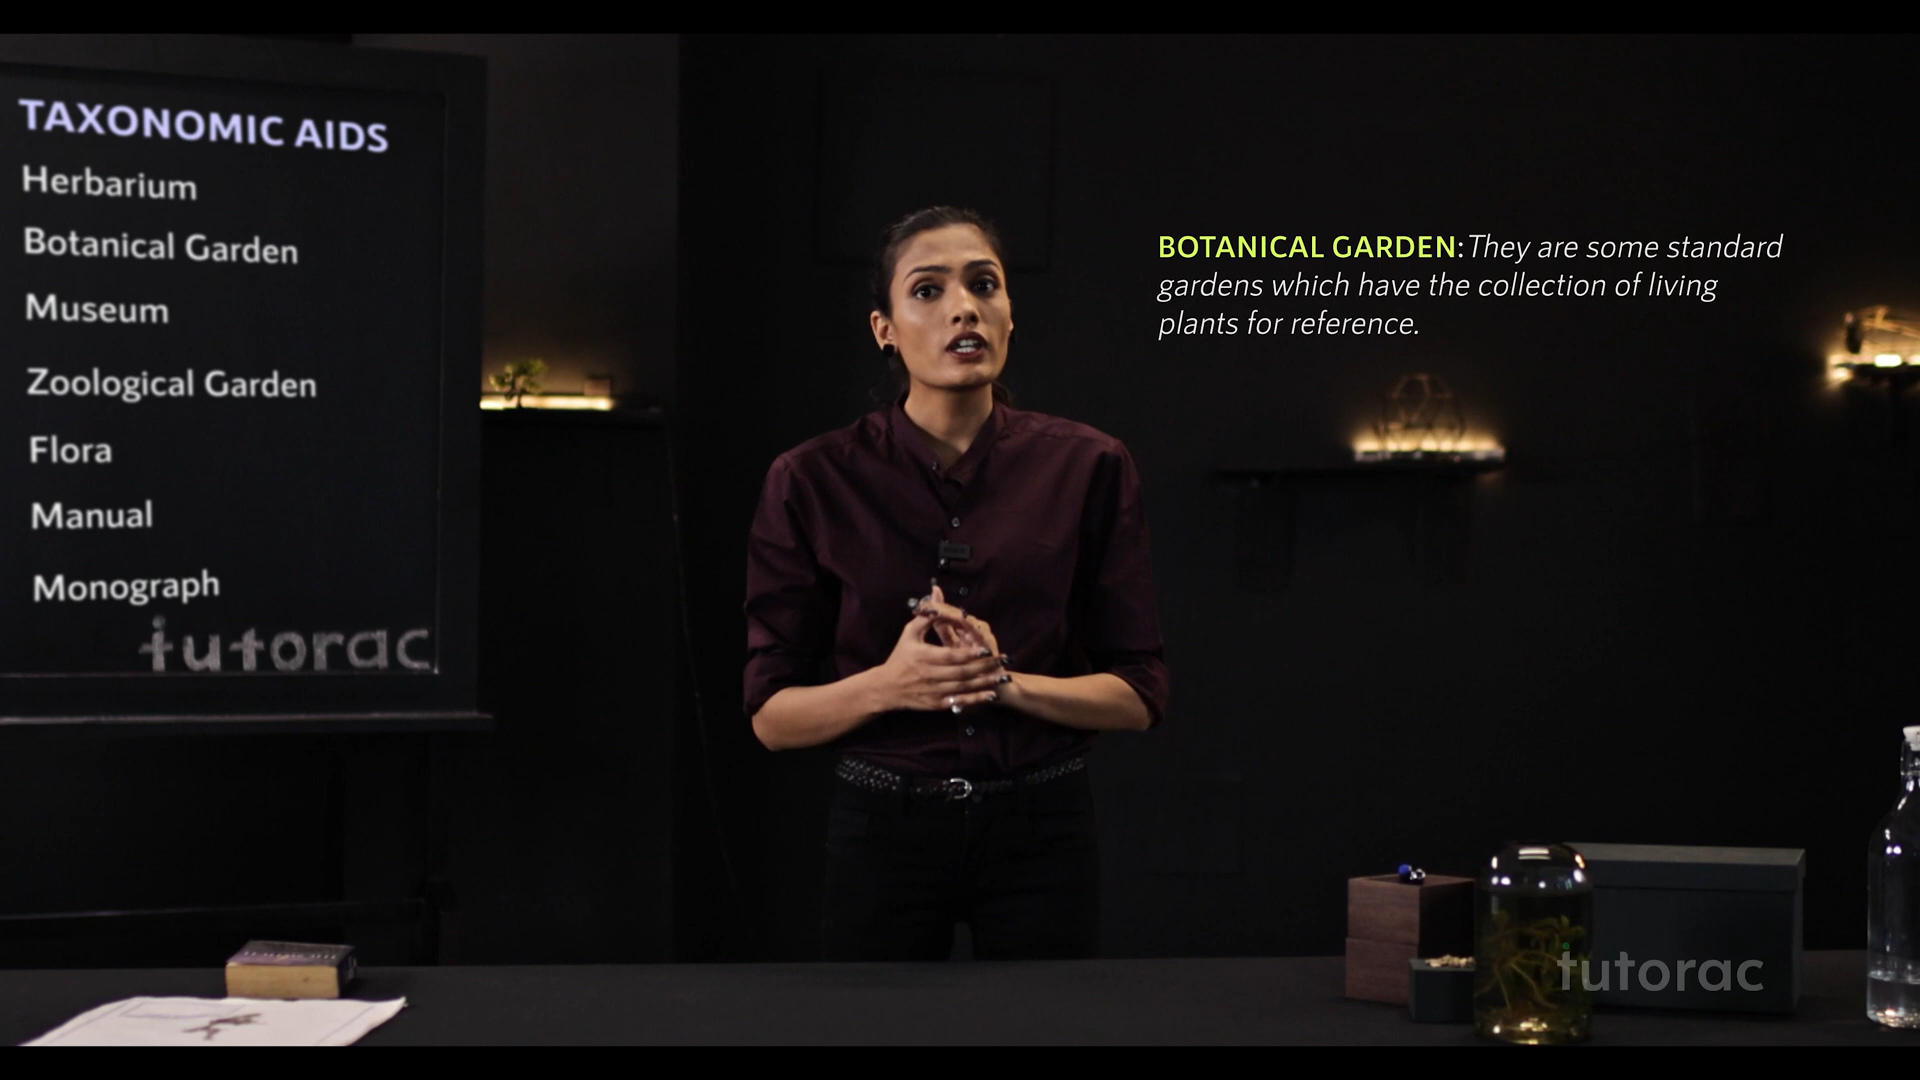 TAXONOMIC AIDS
Herbarium
Botanical Garden
Museum
Zoological Garden
Flora
Manual
Monograph
tutorac
BOTANICAL GARDEN: They are some standard
gardens which have the collection of living
plants for reference.
tutorac